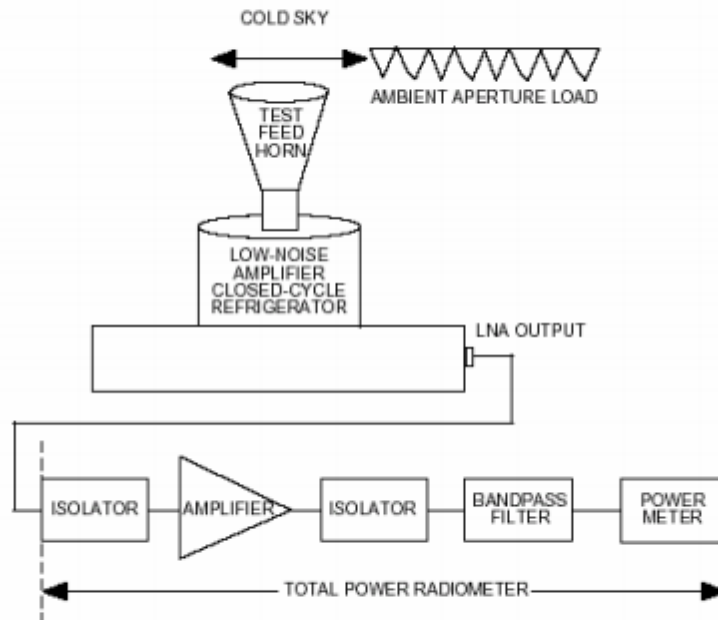 COLD SKY
AMBIENT APERTURE LOAD
TEST
FEED
HORN
LOW-NOISE
AMPLIFIER
CLOSED-CYCLE
REFRIGERATOR
LNA OUTPUT
ISOLATOR
AMPLIFIER
ISOLATOR
BANDPASS
FILTER
POWER
METER
TOTAL POWER RADIOMETER